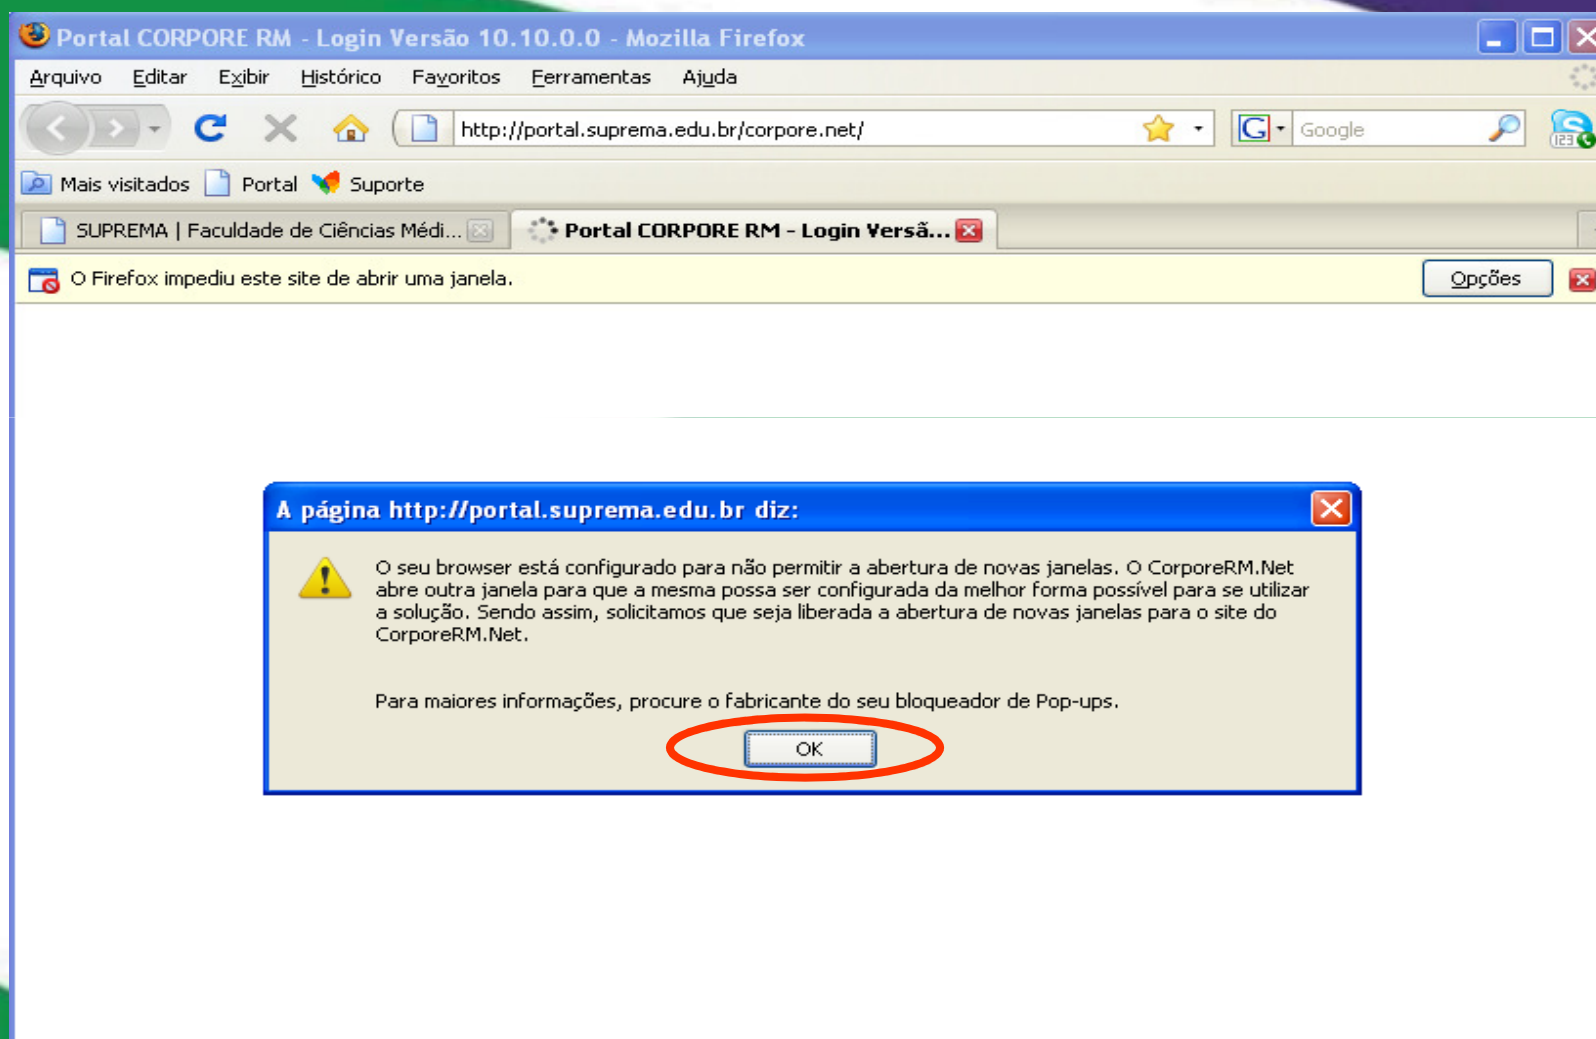 Portal CORPORE RM - Login Versão 10.10.0.0 - Mozilla Firefox
Arquivo Editar Exibir Histórico Favoritos Ferramentas Ajuda
http://portal.suprema.edu.br/corpore.net/ G Google
Mais visitados Portal Suporte
SUPREMA | Faculdade de Ciências Médi... Portal CORPORE RM - Login Versã...
O Firefox impediu este site de abrir uma janela. Opções
A página http://portal.suprema.edu.br diz:
O seu browser está configurado para não permitir a abertura de novas janelas. O CorporeRM.Net
abre outra janela para que a mesma possa ser configurada da melhor forma possível para se utilizar
a solução. Sendo assim, solicitamos que seja liberada a abertura de novas janelas para o site do
CorporeRM.Net.
Para maiores informações, procure o fabricante do seu bloqueador de Pop-ups.
OK